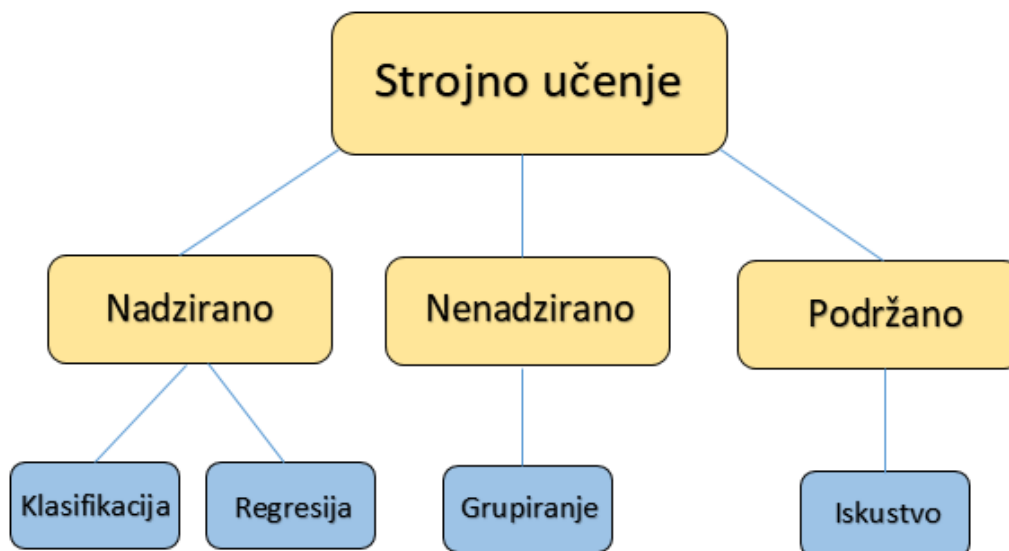 Strojno učenje
Nadzirano
Nenadzirano
Podržano
Klasifikacija
Regresija
Grupiranje
Iskustvo